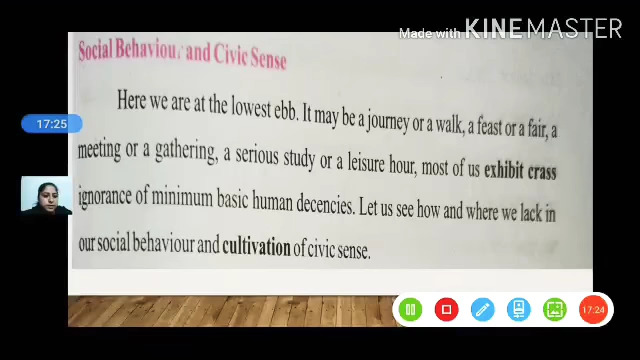 Made with KINEMASTER
Social Behaviour and Civic Sense
Here we are at the lowest ebb. It may be a journey or a walk, a feast or a fair, a
17:25
meeting or a gathering, a serious study or a leisure hour, most of us exhibit crass
ignorance of minimum basic human decencies. Let us see how and where we lack in
our social behaviour and cultivation of civic sense.
17:24